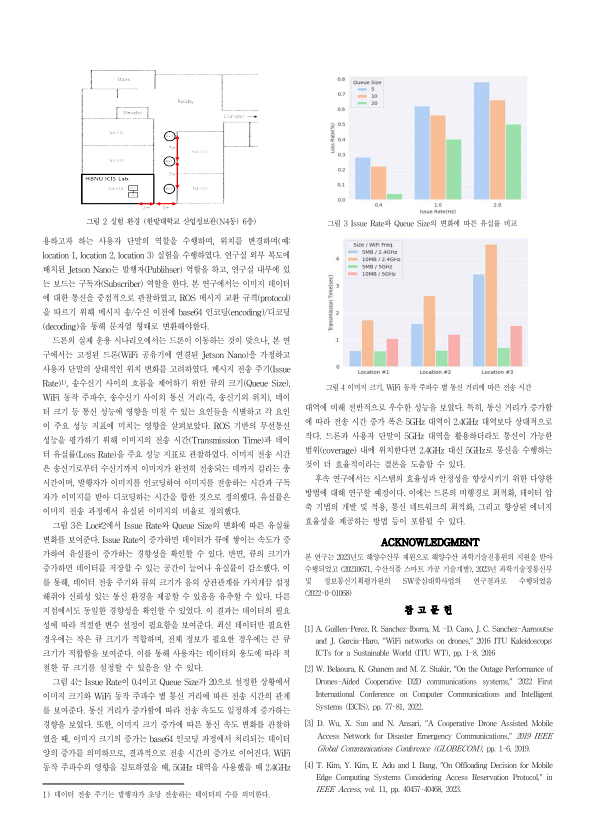 Stairs
Lobby
Elevator
Corridor
HBNU ICIS Lab.
그림 2 실험 환경 (한밭대학교 산업정보관(N4동) 6층)
용하고자 하는 사용자 단말의 역할을 수행하며, 위치를 변경하며(예:
location 1, location 2, location 3) 실험을 수행하였다. 연구실 외부 복도에
배치된 Jetson Nano는 발행자(Publihser) 역할을 하고, 연구실 내부에 있
는 보드는 구독자(Subscriber) 역할을 한다. 본 연구에서는 이미지 데이터
에 대한 통신을 중점적으로 관찰하였고, ROS 메시지 교환 규격(protocol)
을 따르기 위해 메시지 송/수신 이전에 base64 인코딩(encoding)/디코딩
(decoding)을 통해 문자열 형태로 변환해야한다.
드론의 실제 운용 시나리오에서는 드론이 이동하는 것이 맞으나, 본 연
구에서는 고정된 드론(WiFi 공유기에 연결된 Jetson Nano)을 가정하고
사용자 단말의 상대적인 위치 변화를 고려하였다. 메시지 전송 주기(Issue
Rate)¹⁾, 송수신기 사이의 흐름을 제어하기 위한 큐의 크기(Queue Size),
WiFi 동작 주파수, 송수신기 사이의 통신 거리(즉, 송신기의 위치), 데이
터 크기 등 통신 성능에 영향을 미칠 수 있는 요인들을 식별하고 각 요인
이 주요 성능 지표에 미치는 영향을 살펴보았다. ROS 기반의 무선통신
성능을 평가하기 위해 이미지의 전송 시간(Transmission Time)과 데이
터 유실률(Loss Rate)을 주요 성능 지표로 관찰하였다. 이미지 전송 시간
은 송신기로부터 수신기까지 이미지가 완전히 전송되는 데까지 걸리는 총
시간이며, 발행자가 이미지를 인코딩하여 이미지를 전송하는 시간과 구독
자가 이미지를 받아 디코딩하는 시간을 합한 것으로 정의했다. 유실률은
이미지 전송 과정에서 유실된 이미지의 비율로 정의했다.
그림 3은 Loc#2에서 Issue Rate와 Queue Size의 변화에 따른 유실률
변화를 보여준다. Issue Rate이 증가하면 데이터가 큐에 쌓이는 속도가 증
가하여 유실률이 증가하는 경향성을 확인할 수 있다. 반면, 큐의 크기가
증가하면 데이터를 저장할 수 있는 공간이 늘어나 유실률이 감소했다. 이
를 통해, 데이터 전송 주기와 큐의 크기가 음의 상관관계를 가지게끔 설정
해줘야 신뢰성 있는 통신 환경을 제공할 수 있음을 유추할 수 있다. 다른
지점에서도 동일한 경향성을 확인할 수 있었다. 이 결과는 데이터의 필요
성에 따라 적절한 변수 설정이 필요함을 보여준다. 최신 데이터만 필요한
경우에는 작은 큐 크기가 적합하며, 전체 정보가 필요한 경우에는 큰 큐
크기가 적합함을 보여준다. 이를 통해 사용자는 데이터의 용도에 따라 적
절한 큐 크기를 설정할 수 있음을 알 수 있다.
그림 4는 Issue Rate이 0.4이고 Queue Size가 20으로 설정한 상황에서
이미지 크기와 WiFi 동작 주파수 별 통신 거리에 따른 전송 시간의 관계
를 보여준다. 통신 거리가 증가함에 따라 전송 속도도 일정하게 증가하는
경향을 보였다. 또한, 이미지 크기 증가에 따른 통신 속도 변화를 관찰하
였을 때, 이미지 크기의 증가는 base64 인코딩 과정에서 처리되는 데이터
양의 증가를 의미하므로, 결과적으로 전송 시간의 증가로 이어진다. WiFi
동작 주파수의 영향을 검토하였을 때, 5GHz 대역을 사용했을 때 2.4GHz
1) 데이터 전송 주기는 발행자가 초당 전송하는 데이터의 수를 의미한다.
Loss Rate(%)
0.8
0.7
0.6
0.5
0.4
0.3
0.2
0.1
0.0
Queue Size
5
10
20
0.4 1.0 2.0
Issue Rate(Hz)
그림 3 Issue Rate와 Queue Size의 변화에 따른 유실률 비교
Transmission Time(sec)
4
3
2
1
0
Size / WiFi Freq.
5MB / 2.4GHz
10MB / 2.4GHz
5MB / 5GHz
10MB / 5GHz
Location #1 Location #2 Location #3
그림 4 이미지 크기, WiFi 동작 주파수 별 통신 거리에 따른 전송 시간
대역에 비해 전반적으로 우수한 성능을 보였다. 특히, 통신 거리가 증가함
에 따라 전송 시간 증가 폭은 5GHz 대역이 2.4GHz 대역보다 상대적으로
작다. 드론과 사용자 단말이 5GHz 대역을 활용하더라도 통신이 가능한
범위(coverage) 내에 위치한다면 2.4GHz 대신 5GHz로 통신을 수행하는
것이 더 효율적이라는 결론을 도출할 수 있다.
후속 연구에서는 시스템의 효율성과 안정성을 향상시키기 위한 다양한
방법에 대해 연구할 예정이다. 이에는 드론의 비행경로 최적화, 데이터 압
축 기법의 개발 및 적용, 통신 네트워크의 최적화, 그리고 향상된 에너지
효율성을 제공하는 방법 등이 포함될 수 있다.
ACKNOWLEDGMENT
본 연구는 2023년도 해양수산부 재원으로 해양수산 과학기술진흥원의 지원을 받아
수행되었고 (20210671, 수산식품 스마트 가공 기술개발), 2023년 과학기술정통신부
및 정보통신기획평가원의 SW중심대학사업의 연구결과로 수행되었음
(2022-0-01068)
참 고 문 헌
[1] A. Guillen-Perez, R. Sanchez-Iborra, M. -D. Cano, J. C. Sanchez-Aarnoutse
and J. Garcia-Haro, "WiFi networks on drones," 2016 ITU Kaleidoscope:
ICTs for a Sustainable World (ITU WT), pp. 1-8, 2016
[2] W. Belaoura, K. Ghanem and M. Z. Shakir, "On the Outage Performance of
Drones-Aided Cooperative D2D communications systems," 2022 First
International Conference on Computer Communications and Intelligent
Systems (I3CIS), pp. 77-81, 2022.
[3] D. Wu, X. Sun and N. Ansari, "A Cooperative Drone Assisted Mobile
Access Network for Disaster Emergency Communications," 2019 IEEE
Global Communications Conference (GLOBECOM), pp. 1-6, 2019.
[4] T. Kim, Y. Kim, E. Adu and I. Bang, "On Offloading Decision for Mobile
Edge Computing Systems Considering Access Reservation Protocol," in
IEEE Access, vol. 11, pp. 40457-40468, 2023.